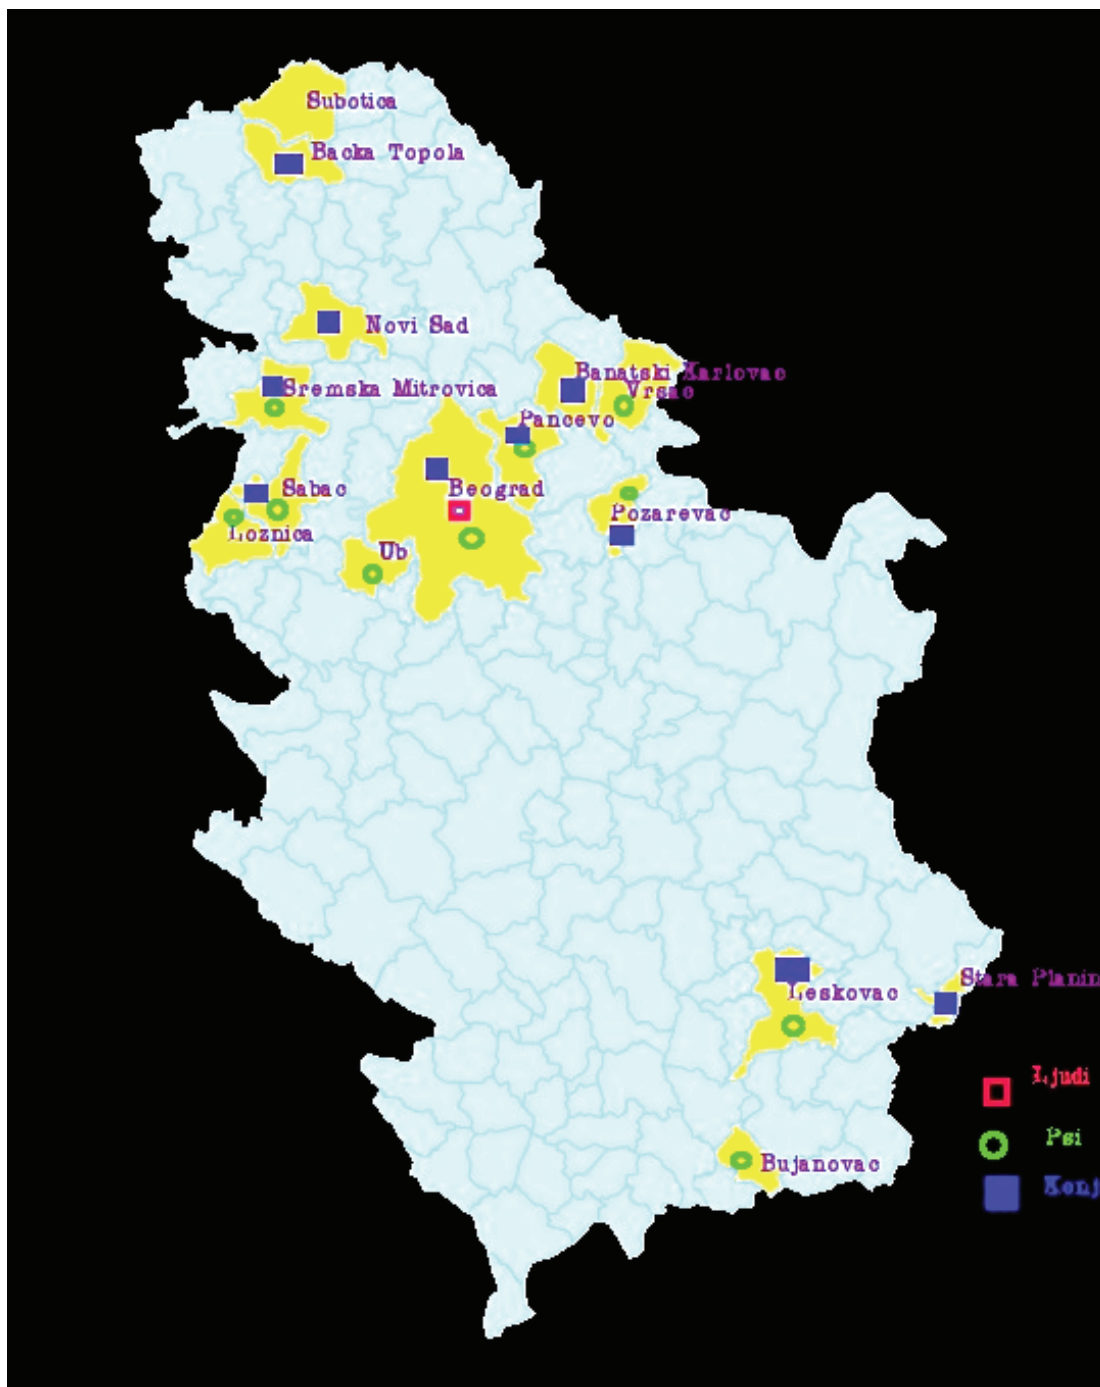 Subotica
Backa Topola
Novi Sad
Banatski Karlovac
Sremska Mitrovica
Vrsac
Pancevo
Sabac
Beograd
Pozarevac
Loznica
Ub
Stara Planin
Leskovac
Ljudi
Psi
Konj
Bujanovac